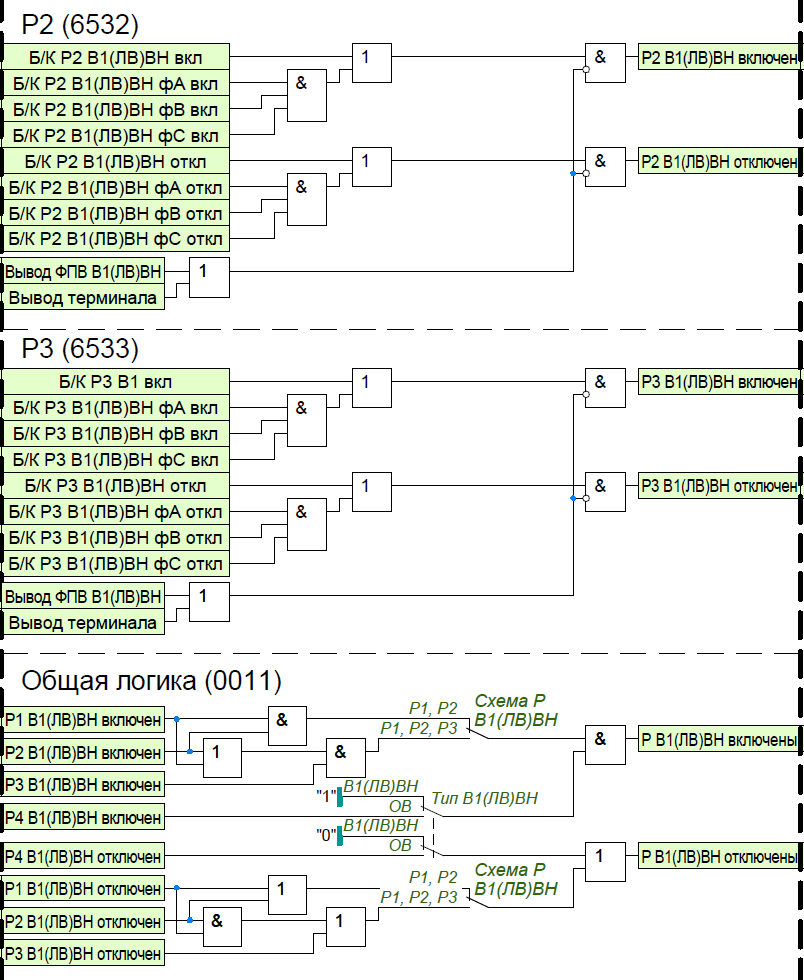 Р2 (6532)
Б/К Р2 В1(ЛВ)ВН вкл
1
&
Р2 В1(ЛВ)ВН включен
Б/К Р2 В1(ЛВ)ВН фА вкл
&
Б/К Р2 В1(ЛВ)ВН фВ вкл
Б/К Р2 В1(ЛВ)ВН фС вкл
Б/К Р2 В1(ЛВ)ВН откл
1
&
Р2 В1(ЛВ)ВН отключен
Б/К Р2 В1(ЛВ)ВН фА откл
&
Б/К Р2 В1(ЛВ)ВН фВ откл
Б/К Р2 В1(ЛВ)ВН фС откл
Вывод ФПВ В1(ЛВ)ВН
1
Вывод терминала
Р3 (6533)
Б/К Р3 В1 вкл
1
&
Р3 В1(ЛВ)ВН включен
Б/К Р3 В1(ЛВ)ВН фА вкл
&
Б/К Р3 В1(ЛВ)ВН фВ вкл
Б/К Р3 В1(ЛВ)ВН фС вкл
Б/К Р3 В1(ЛВ)ВН откл
1
&
Р3 В1(ЛВ)ВН отключен
Б/К Р3 В1(ЛВ)ВН фА откл
&
Б/К Р3 В1(ЛВ)ВН фВ откл
Б/К Р3 В1(ЛВ)ВН фС откл
Вывод ФПВ В1(ЛВ)ВН
1
Вывод терминала
Общая логика (0011)
Р1 В1(ЛВ)ВН включен
&
Р1, Р2
Схема Р
В1(ЛВ)ВН
Р1, Р2, Р3
Р2 В1(ЛВ)ВН включен
1
&
&
Р В1(ЛВ)ВН включены
Р3 В1(ЛВ)ВН включен
"1"
В1(ЛВ)ВН
ОВ
Тип В1(ЛВ)ВН
Р4 В1(ЛВ)ВН включен
"0"
В1(ЛВ)ВН
ОВ
Р4 В1(ЛВ)ВН отключен
1
Р В1(ЛВ)ВН отключены
Р1 В1(ЛВ)ВН отключен
1
Р1, Р2
Схема Р
В1(ЛВ)ВН
Р1, Р2, Р3
Р2 В1(ЛВ)ВН отключен
&
1
Р3 В1(ЛВ)ВН отключен